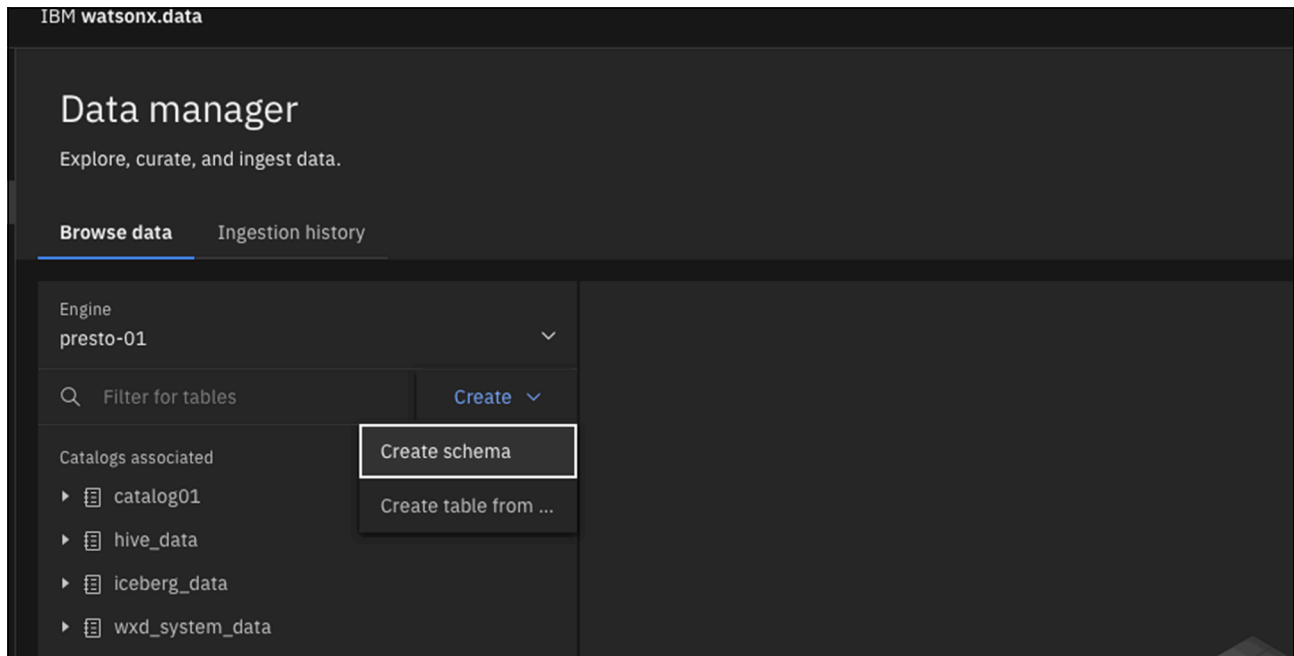 IBM watsonx.data
Data manager
Explore, curate, and ingest data.
Browse data
Ingestion history
Engine
presto-01
Filter for tables
Create
Create schema
Create table from ...
Catalogs associated
catalog01
hive_data
iceberg_data
wxd_system_data